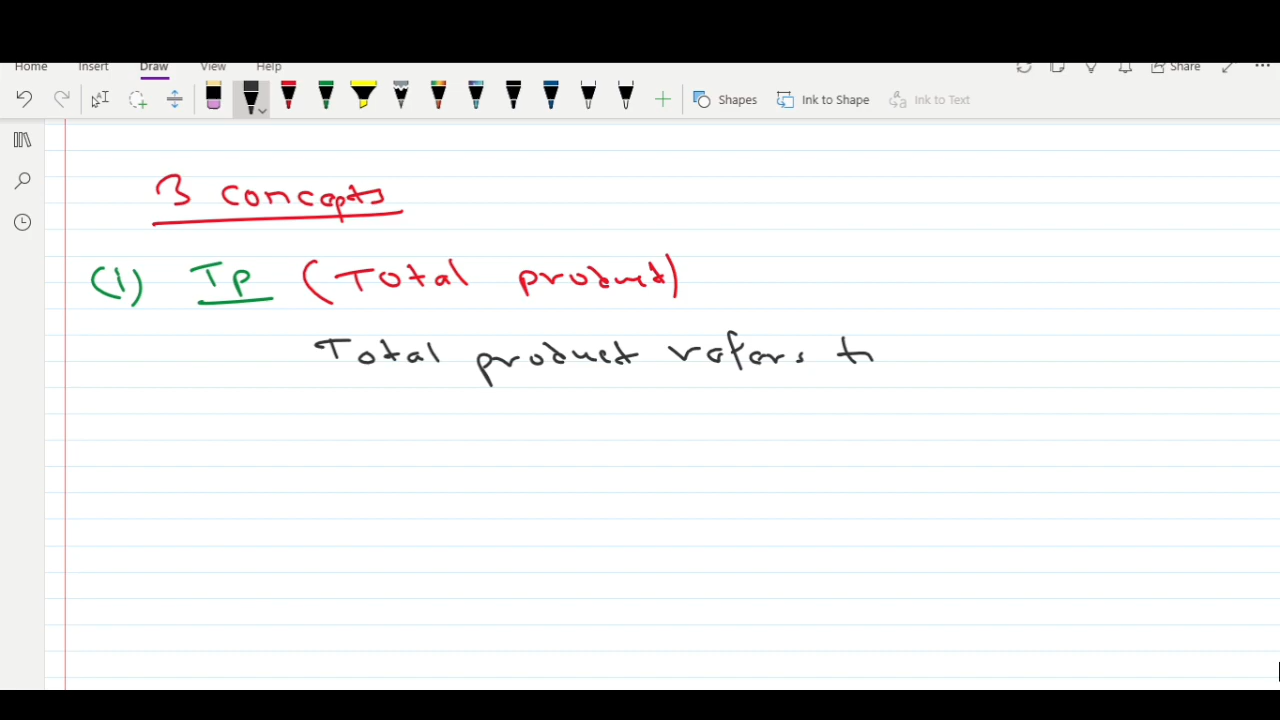 Home Insert Draw View Help Share
Shapes Ink to Shape Ink to Text
3 concepts
(1) Tp (Total product)
Total product refers t